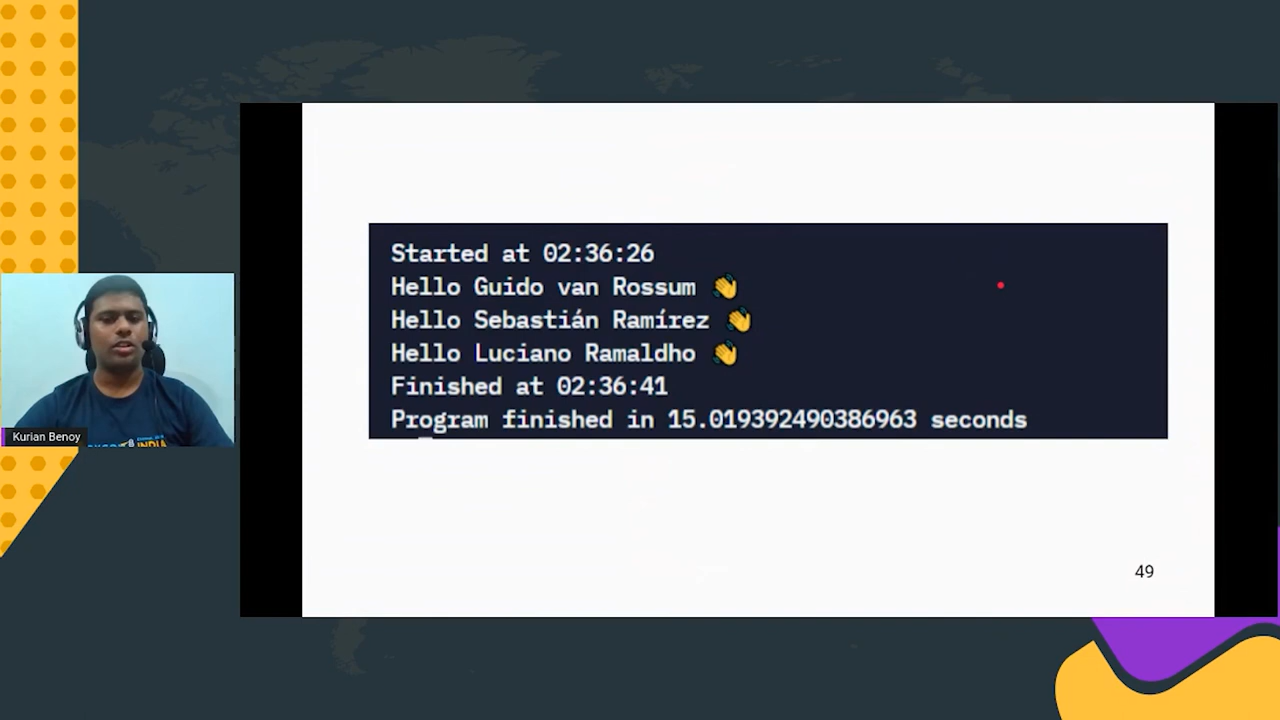 Started at 02:36:26
Hello Guido van Rossum 👋
Hello Sebastián Ramírez 👋
Hello Luciano Ramaldho 👋
Finished at 02:36:41
Program finished in 15.019392490386963 seconds
Kurian Benoy
INDIA
49